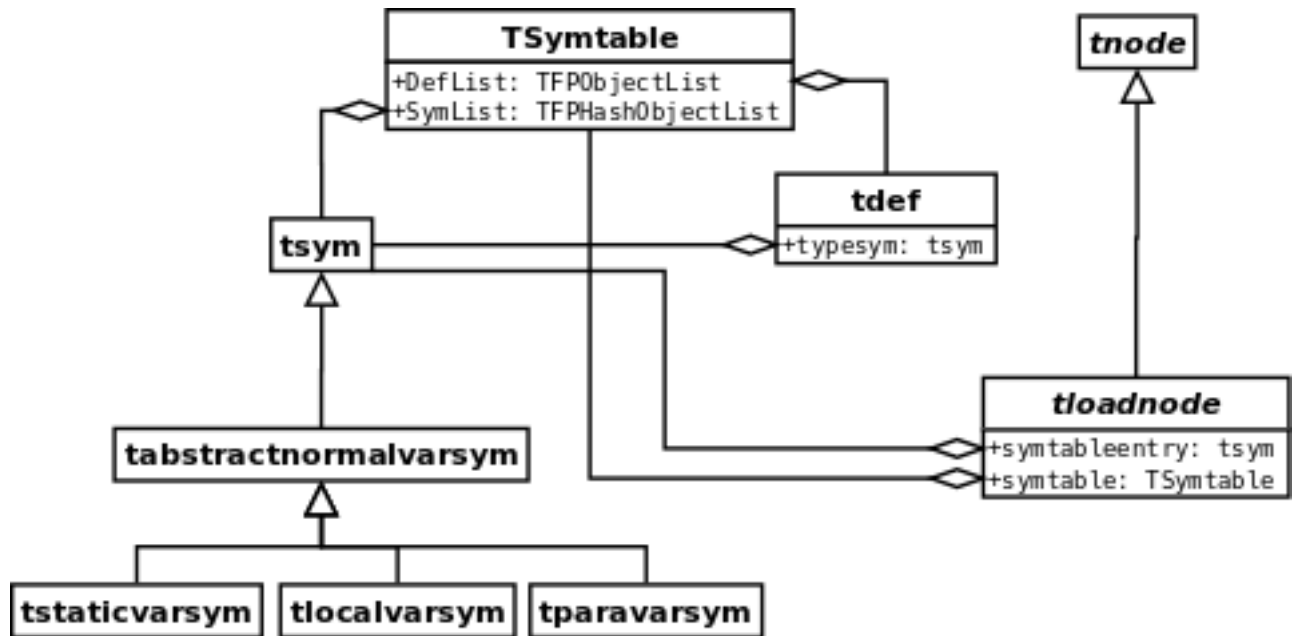 TSymtable
+DefList: TFPObjectList
+SymList: TFPHashObjectList
tnode
tdef
+typesym: tsym
tsym
tloadnode
+symtableentry: tsym
+symtable: TSymtable
tabstractnormalvarsym
tstaticvarsym
tlocalvarsym
tparavarsym